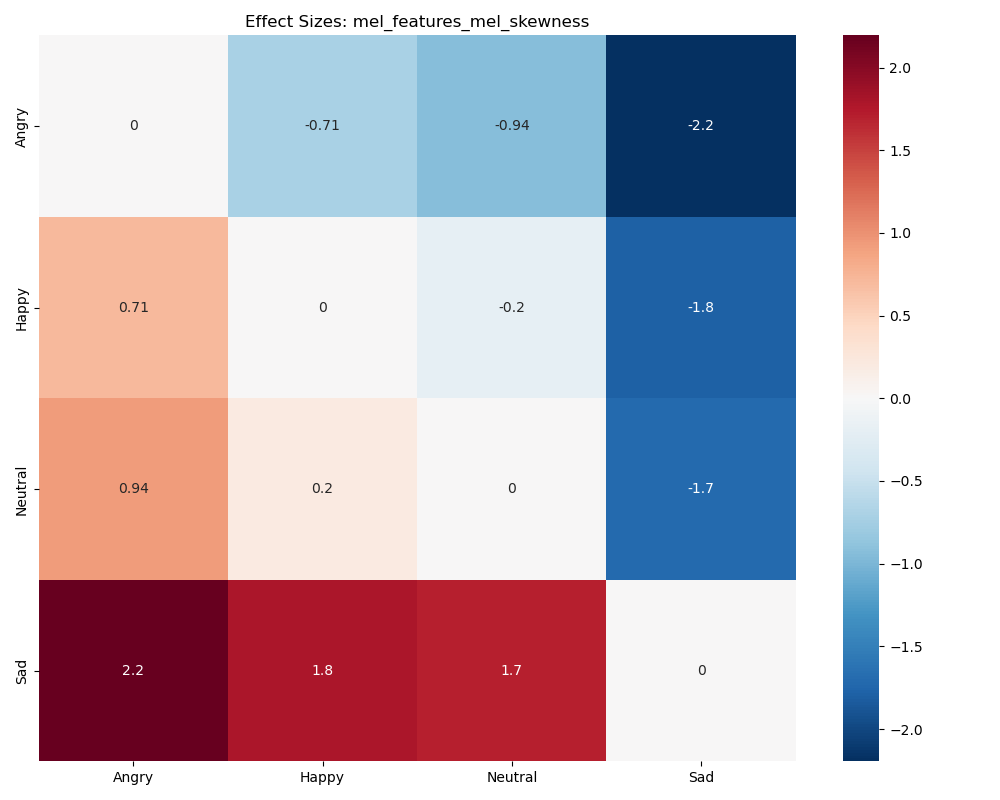 Effect Sizes: mel_features_mel_skewness
Angry 0 -0.71 -0.94 -2.2
Happy 0.71 0 -0.2 -1.8
Neutral 0.94 0.2 0 -1.7
Sad 2.2 1.8 1.7 0
Angry Happy Neutral Sad
2.0
1.5
1.0
0.5
0.0
−0.5
−1.0
−1.5
−2.0